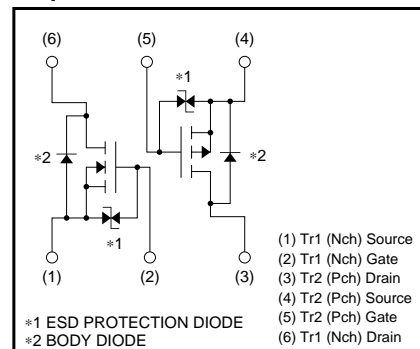 (6) (5) (4)
∗1
∗2 ∗2
∗1
(1) (2) (3)
(1) Tr1 (Nch) Source
(2) Tr1 (Nch) Gate
(3) Tr2 (Pch) Drain
(4) Tr2 (Pch) Source
(5) Tr2 (Pch) Gate
(6) Tr1 (Nch) Drain
∗1 ESD PROTECTION DIODE
∗2 BODY DIODE